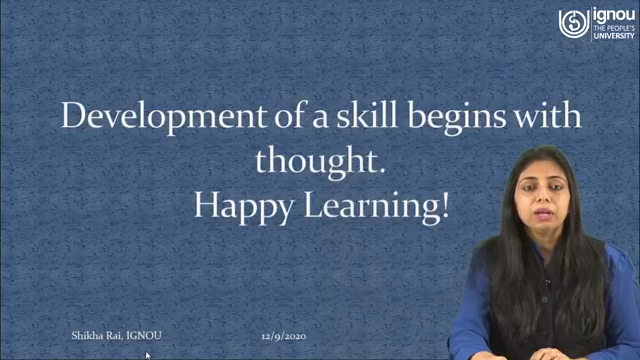 ignou
THE PEOPLE'S
UNIVERSITY
Development of a skill begins with
thought.
Happy Learning!
Shikha Rai, IGNOU
12/9/2020